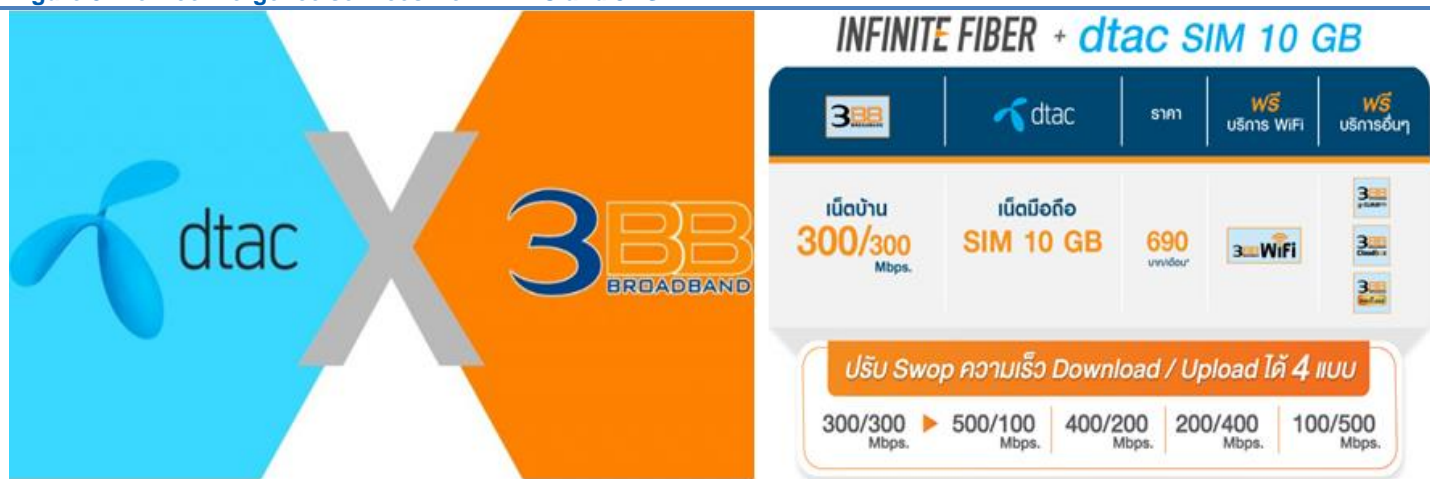 dtac
X
3BB
BROADBAND
INFINITE FIBER + dtac SIM 10 GB
3BB
BROADBAND
dtac
ราคา
ฟรี
บริการ WiFi
ฟรี
บริการอื่นๆ
เน็ตบ้าน
300/300
Mbps.
เน็ตมือถือ
SIM 10 GB
690
บาท/เดือน*
3BB WiFi
3BB
3BB
3BB
ปรับ Swop ความเร็ว Download / Upload ได้ 4 แบบ
300/300
Mbps.
500/100
Mbps.
400/200
Mbps.
200/400
Mbps.
100/500
Mbps.